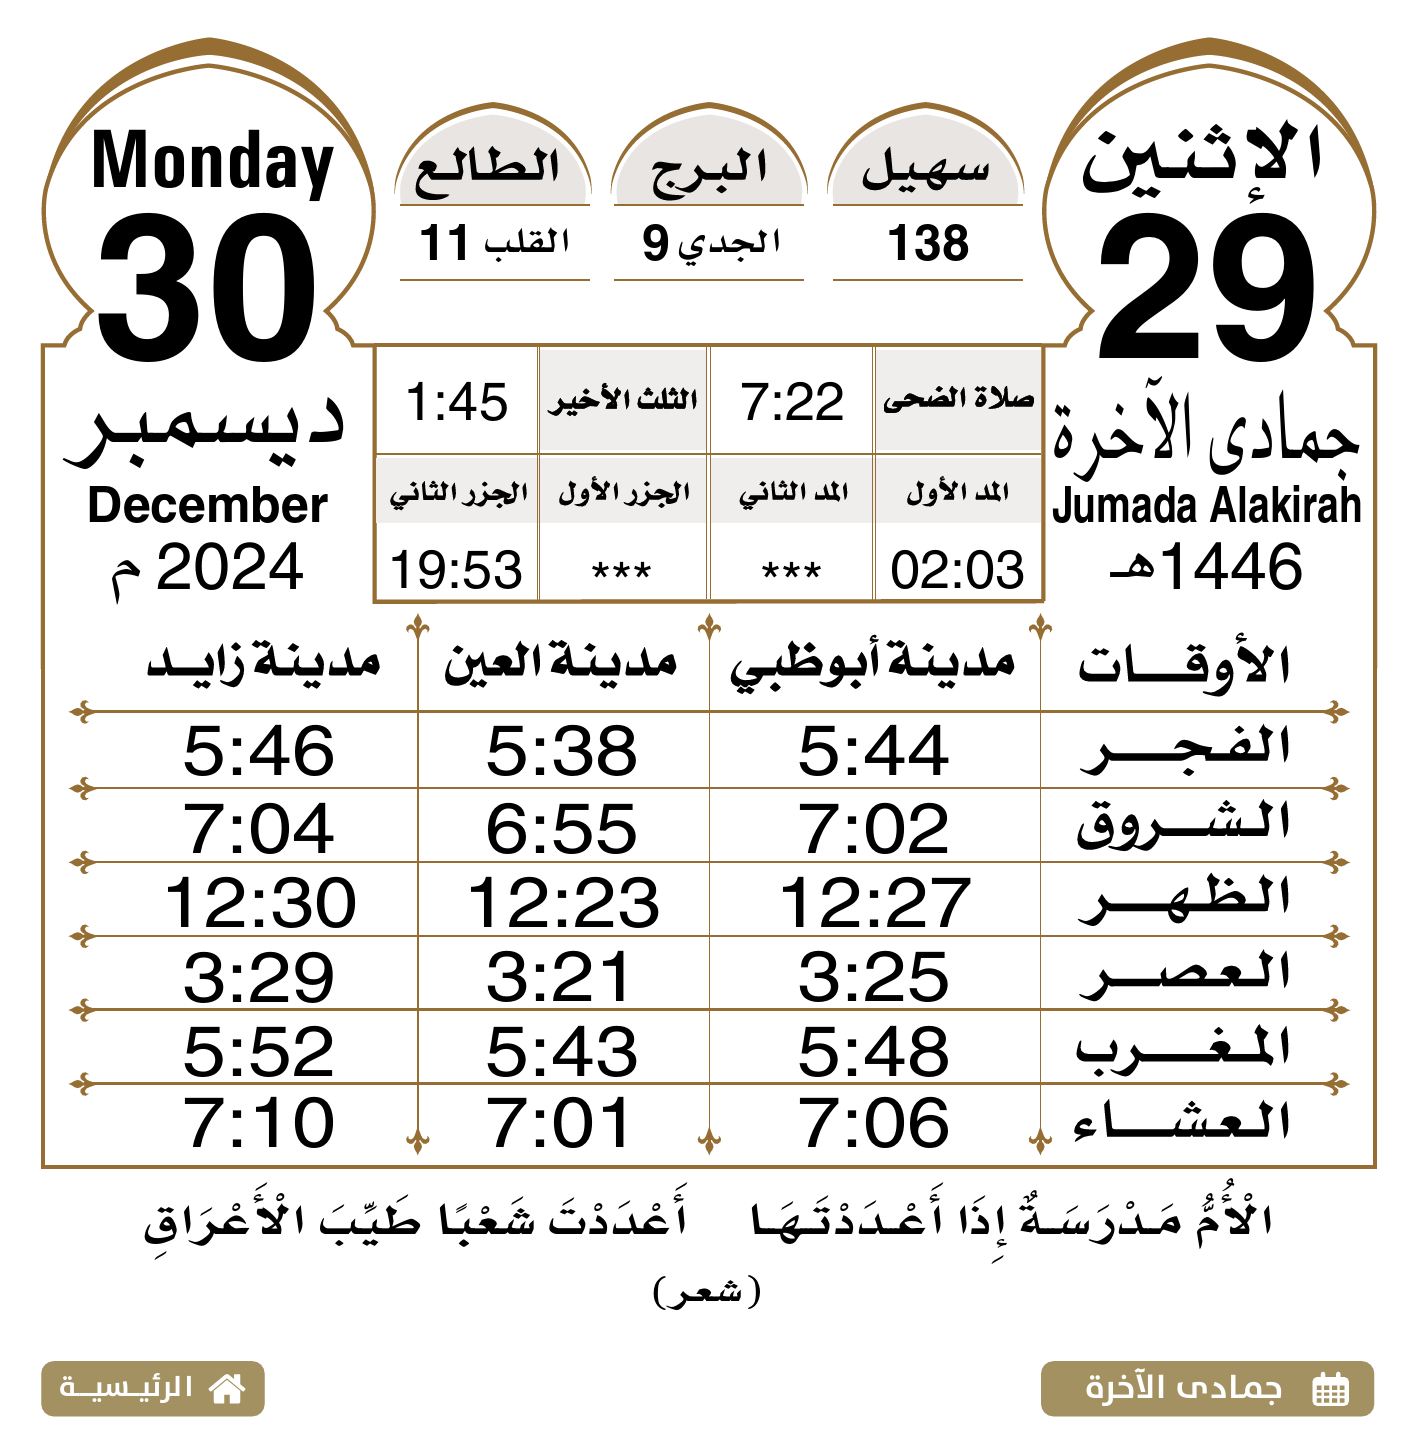 الإثنين
29
جمادى الآخرة
Jumada Alakirah
1446هـ
سهيل
138
البرج
الجدي 9
الطالع
القلب 11
Monday
30
ديسمبر
December
2024 م
صلاة الضحى 7:22 الثلث الأخير 1:45
المد الأول المد الثاني الجزر الأول الجزر الثاني
02:03 *** *** 19:53
الأوقات مدينة أبوظبي مدينة العين مدينة زايد
الفجر 5:44 5:38 5:46
الشروق 7:02 6:55 7:04
الظهر 12:27 12:23 12:30
العصر 3:25 3:21 3:29
المغرب 5:48 5:43 5:52
العشاء 7:06 7:01 7:10
الْأُمُّ مَدْرَسَةٌ إِذَا أَعْدَدْتَهَا أَعْدَدْتَ شَعْبًا طَيِّبَ الْأَعْرَاقِ
(شعر)
جمادى الآخرة
الرئيسية